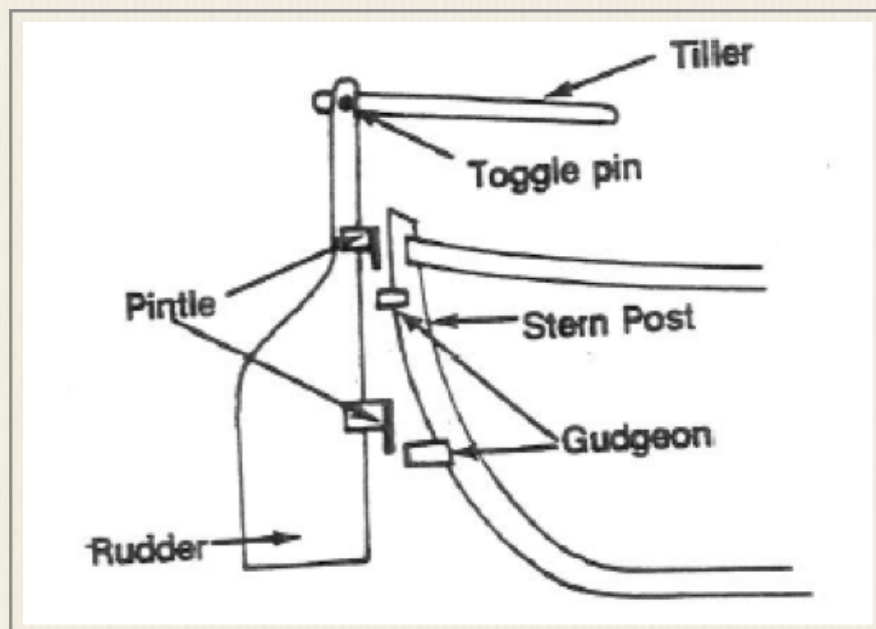 Tiller
Toggle pin
Pintle
Stern Post
Gudgeon
Rudder